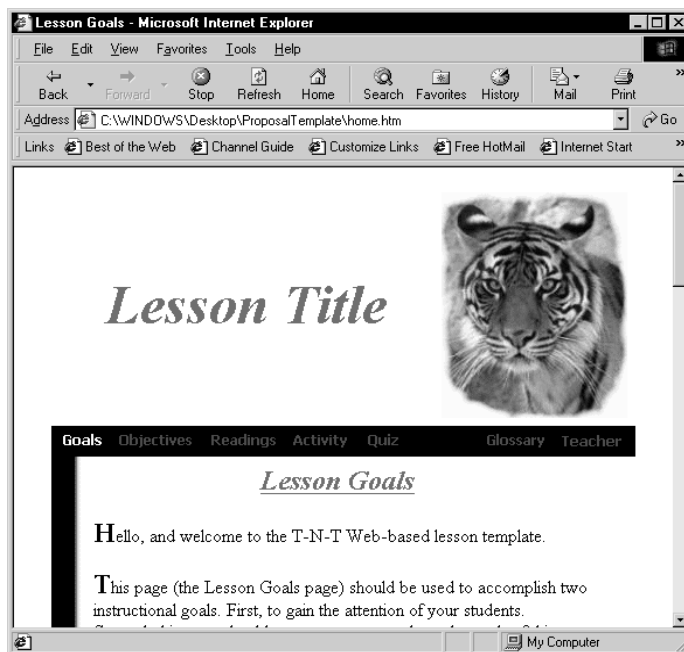 Lesson Goals - Microsoft Internet Explorer
File Edit View Favorites Tools Help
Back Forward Stop Refresh Home Search Favorites History Mail Print
Address C:\WINDOWS\Desktop\ProposalTemplate\home.htm Go
Links Best of the Web Channel Guide Customize Links Free HotMail Internet Start
Lesson Title
Goals Objectives Readings Activity Quiz Glossary Teacher
Lesson Goals
Hello, and welcome to the T-N-T Web-based lesson template.
This page (the Lesson Goals page) should be used to accomplish two
instructional goals. First, to gain the attention of your students.
My Computer